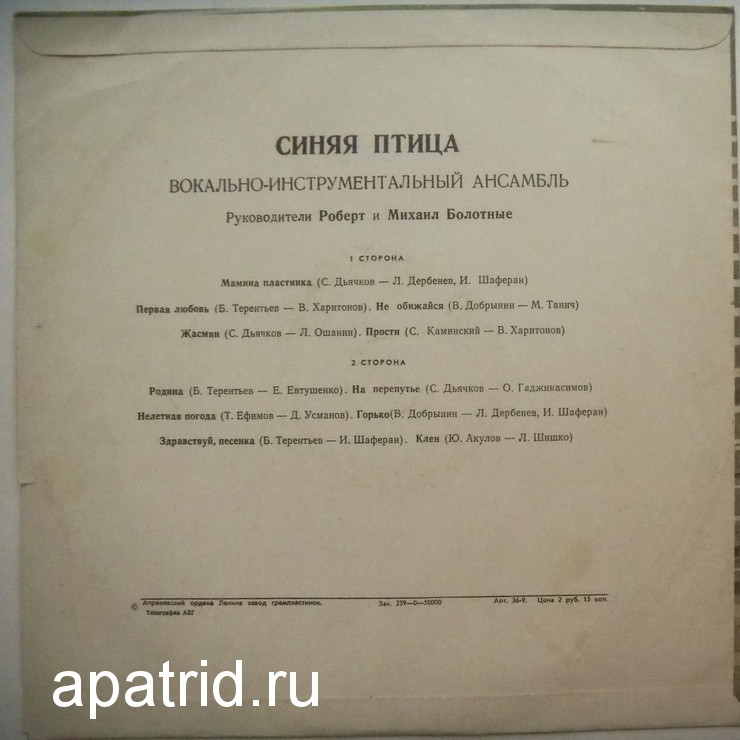 СИНЯЯ ПТИЦА
ВОКАЛЬНО-ИНСТРУМЕНТАЛЬНЫЙ АНСАМБЛЬ
Руководители Роберт и Михаил Болотные
1 СТОРОНА
Мамина пластинка (С. Дьячков — Л. Дербенев, И. Шаферан)
Первая любовь (Б. Терентьев — В. Харитонов). Не обижайся (В. Добрынин — М. Танич)
Жасмин (С. Дьячков — Л. Ошанин). Прости (С. Каминский — В. Харитонов)
2 СТОРОНА
Родина (Б. Терентьев — Е. Евтушенко). На перепутье (С. Дьячков — О. Гаджикасимов)
Нелетная погода (Т. Ефимов — Д. Усманов). Горько(В. Добрынин — Л. Дербенев, И. Шаферан)
Здравствуй, песенка (Б. Терентьев — И. Шаферан). Клен (Ю. Акулов — Л. Шишко)
© Апрелевский ордена Ленина завод грампластинок. Зак. 239—0—50000 Арт. 36-9. Цена 2 руб. 15 коп.
Типография АЗГ
apatrid.ru